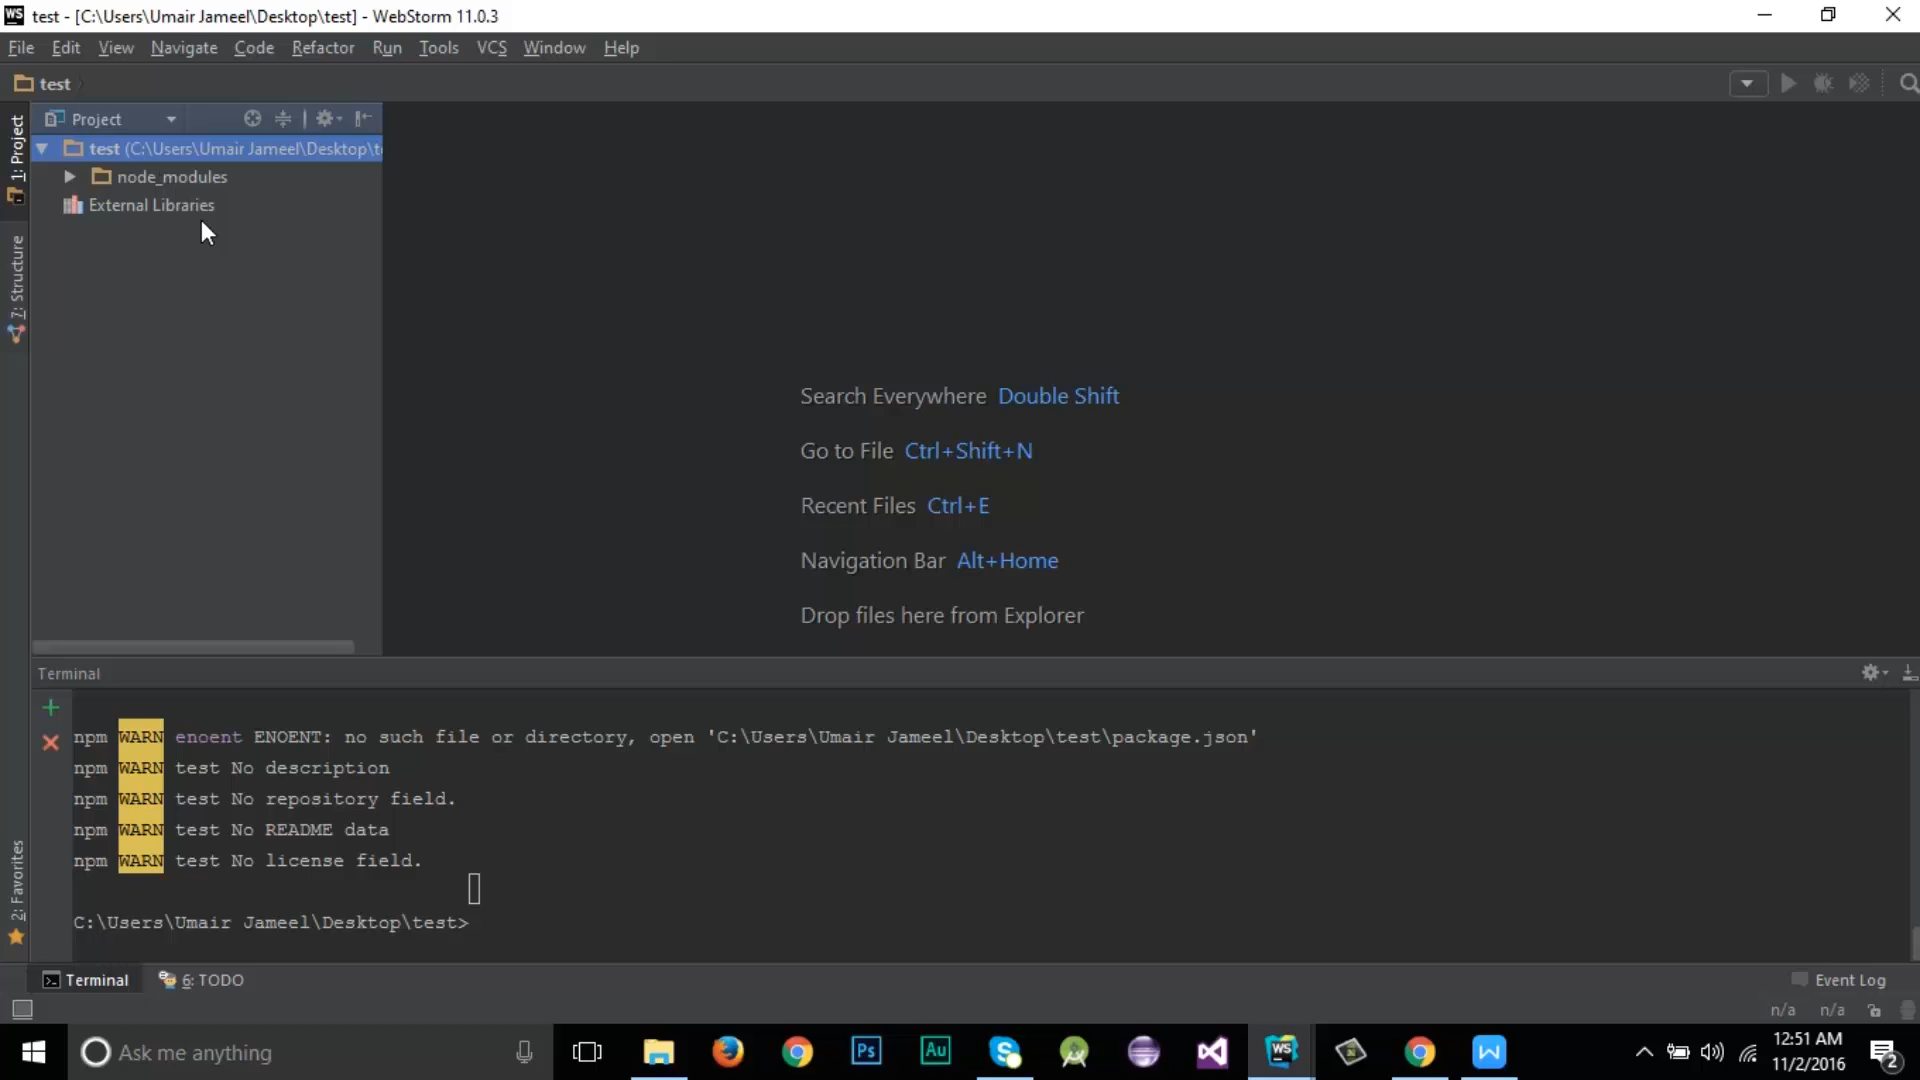 WS test - [C:\Users\Umair Jameel\Desktop\test] - WebStorm 11.0.3
File Edit View Navigate Code Refactor Run Tools VCS Window Help
test
Project
1: Project
test (C:\Users\Umair Jameel\Desktop\t
node_modules
External Libraries
7: Structure
Search Everywhere Double Shift
Go to File Ctrl+Shift+N
Recent Files Ctrl+E
Navigation Bar Alt+Home
Drop files here from Explorer
Terminal
npm WARN enoent ENOENT: no such file or directory, open 'C:\Users\Umair Jameel\Desktop\test\package.json'
npm WARN test No description
npm WARN test No repository field.
npm WARN test No README data
npm WARN test No license field.
C:\Users\Umair Jameel\Desktop\test>
2: Favorites
Terminal 6: TODO Event Log
n/a n/a
Ask me anything Ps Au WS W 12:51 AM
11/2/2016 2